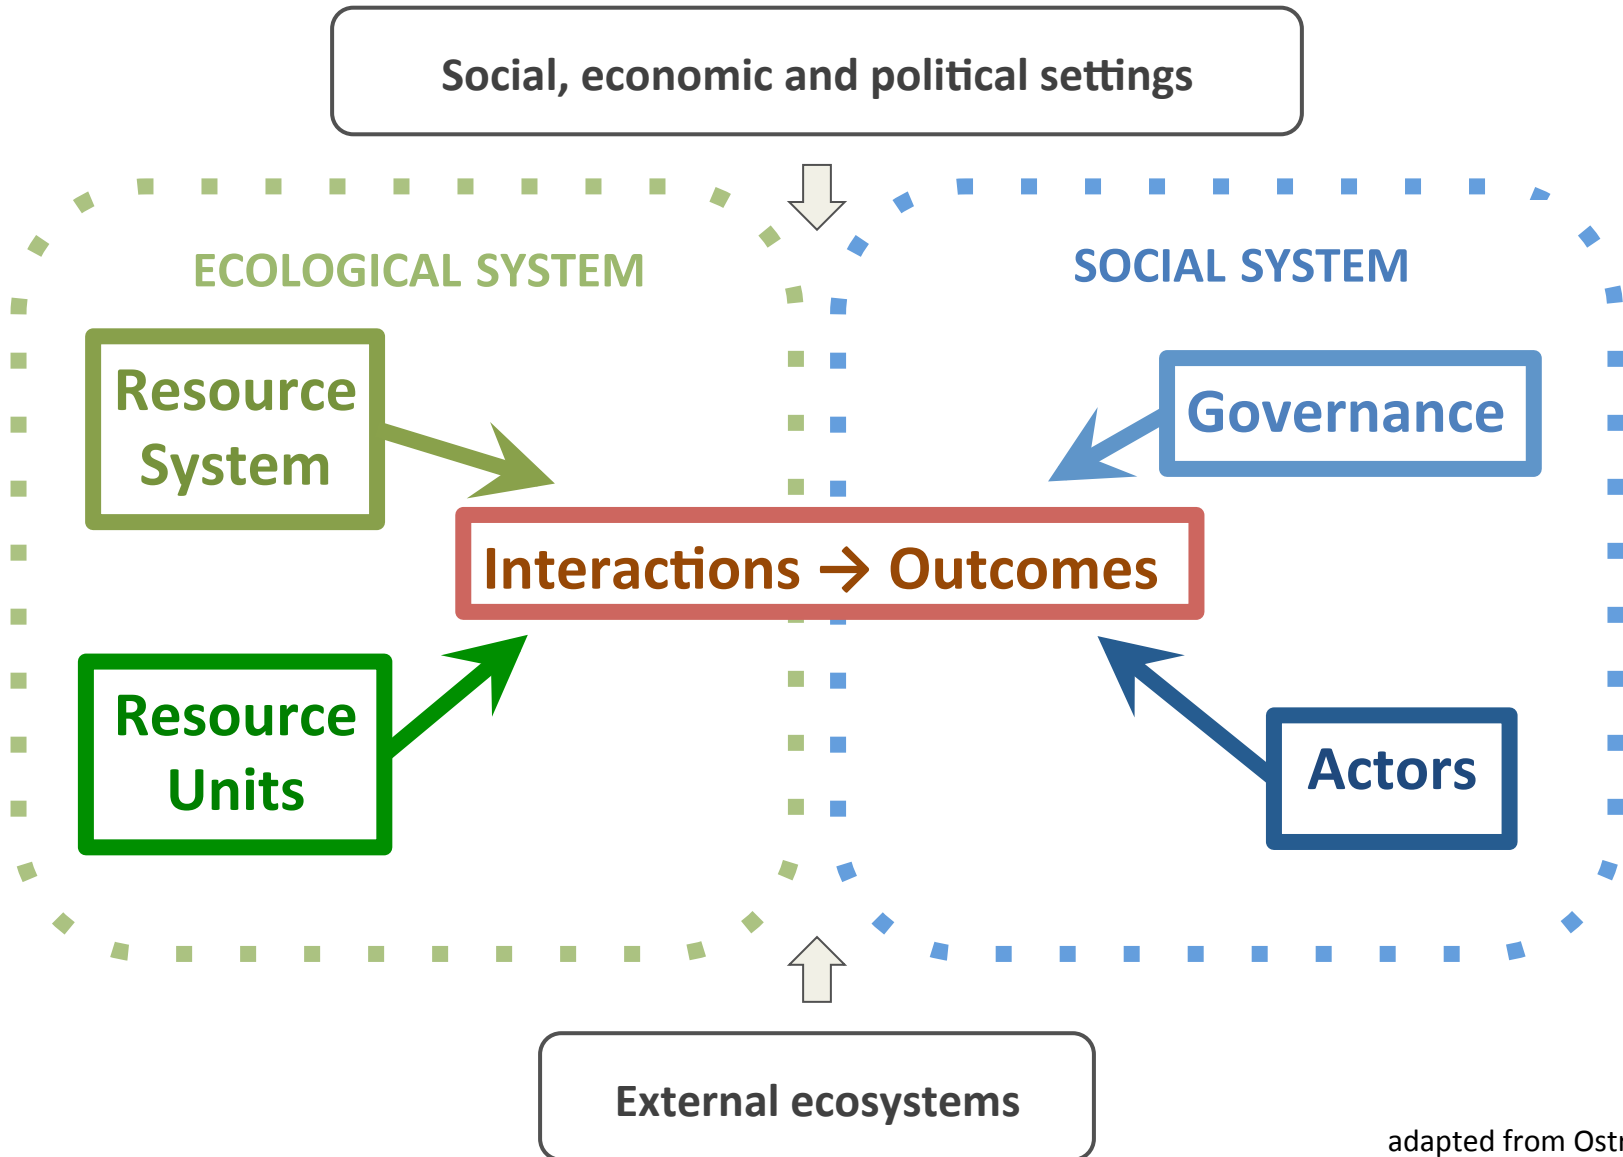 Social, economic and political settings
ECOLOGICAL SYSTEM
SOCIAL SYSTEM
Resource
System
Governance
Interactions → Outcomes
Resource
Units
Actors
External ecosystems
adapted from